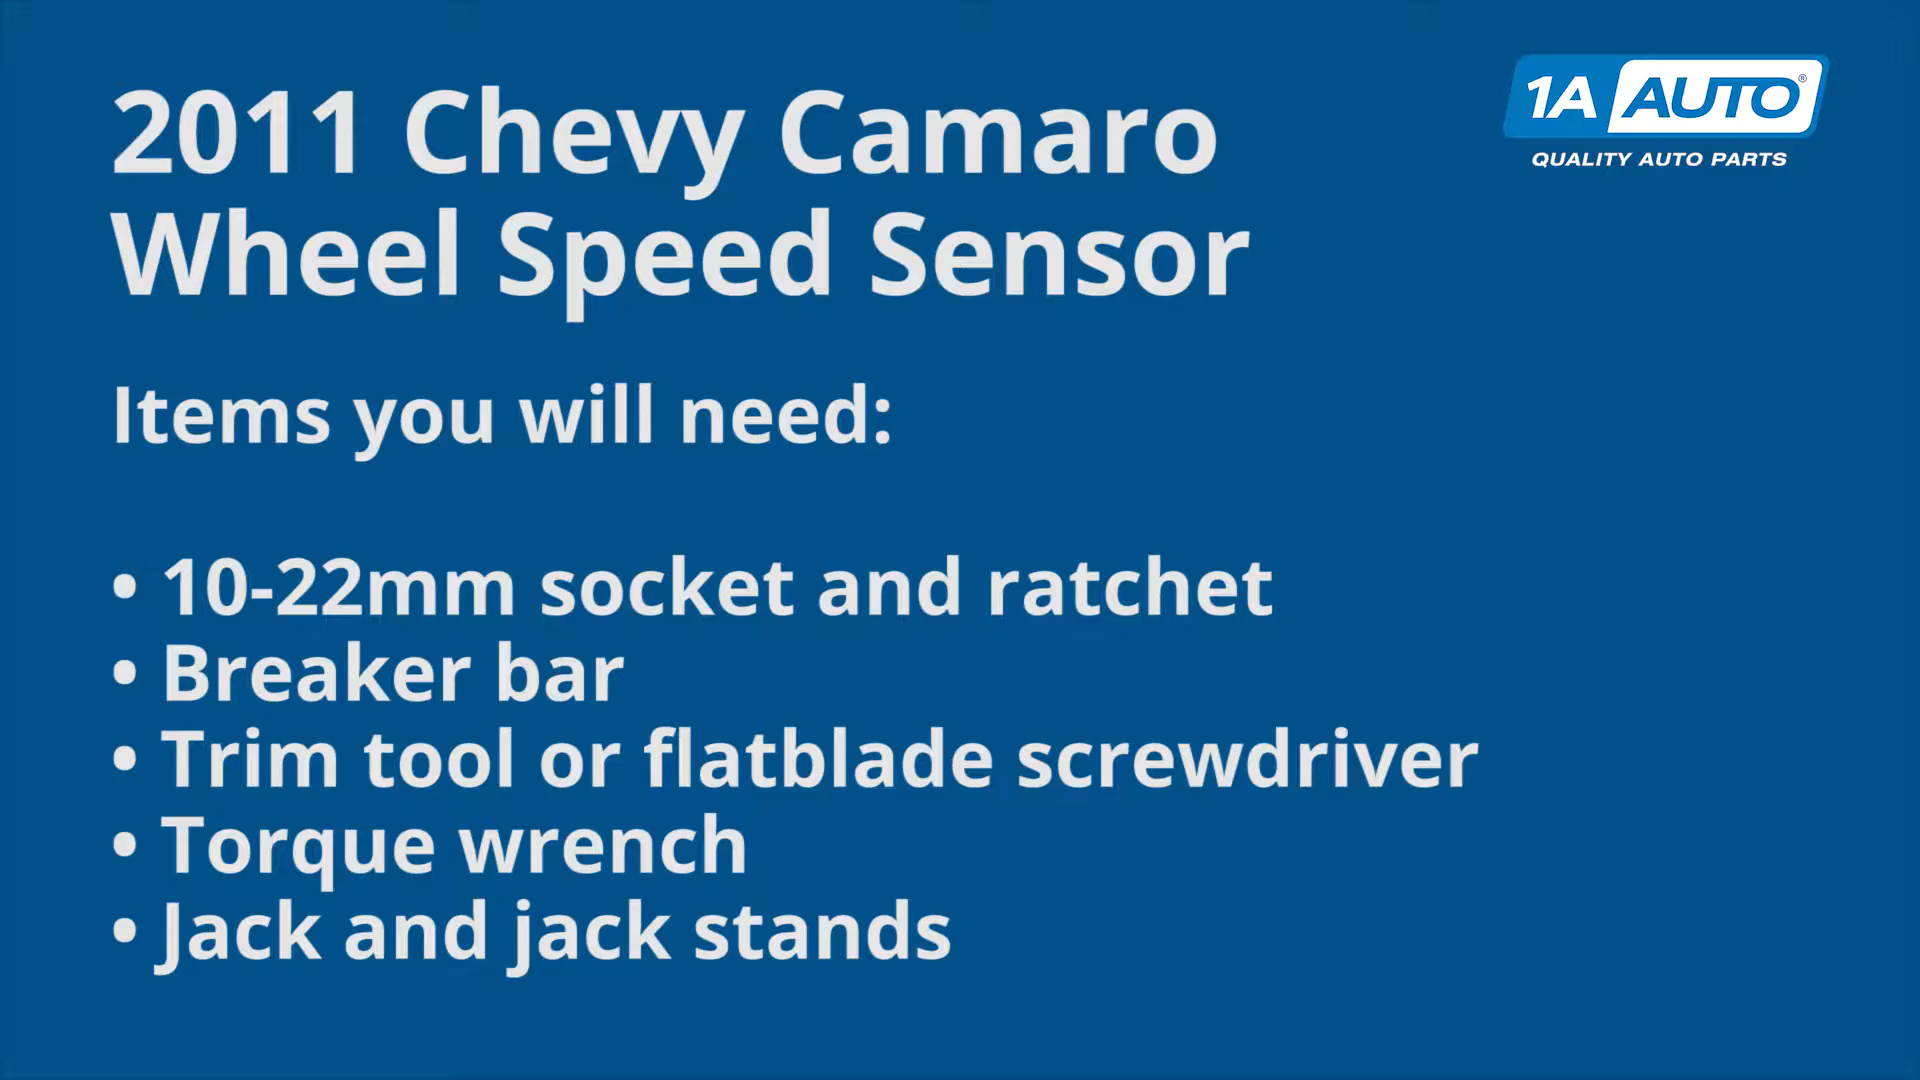 2011 Chevy Camaro
Wheel Speed Sensor
1A AUTO®
QUALITY AUTO PARTS
Items you will need:
• 10-22mm socket and ratchet
• Breaker bar
• Trim tool or flatblade screwdriver
• Torque wrench
• Jack and jack stands